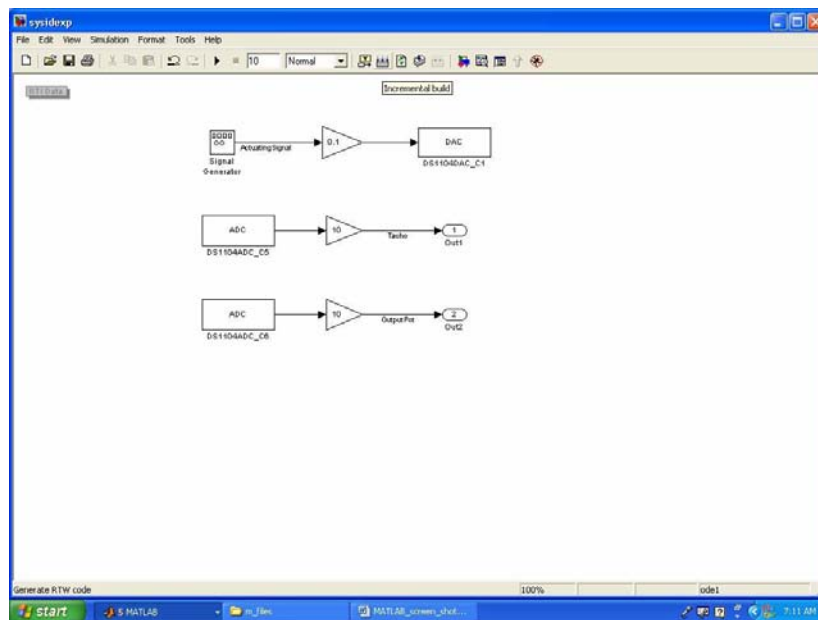 sysidexp
File Edit View Simulation Format Tools Help
10 Normal
RTI Data
Incremental build
Signal
Generator
Actuating Signal
0.1
DAC
DS1104DAC_C1
ADC
DS1104ADC_C5
10
Tacho
1
Out1
ADC
DS1104ADC_C6
10
Output Pot
2
Out2
Generate RTW code 100% ode1
start 5 MATLAB m_files MATLAB_screen_shot... 7:11 AM